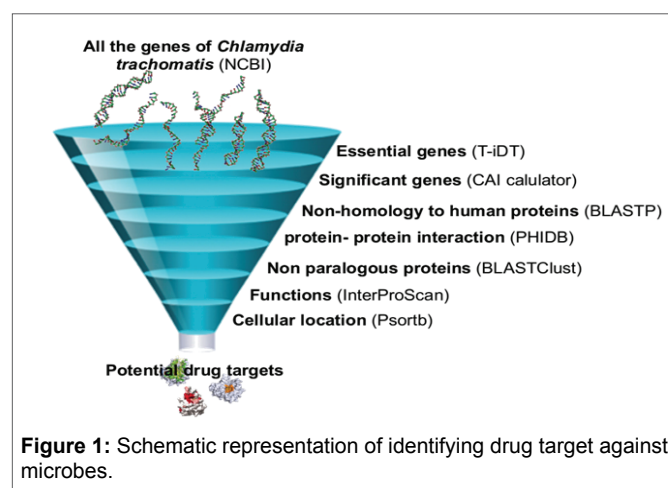 All the genes of Chlamydia
trachomatis (NCBI)
Essential genes (T-iDT)
Significant genes (CAI calulator)
Non-homology to human proteins (BLASTP)
protein- protein interaction (PHIDB)
Non paralogous proteins (BLASTClust)
Functions (InterProScan)
Cellular location (Psortb)
Potential drug targets
Figure 1: Schematic representation of identifying drug target against
microbes.